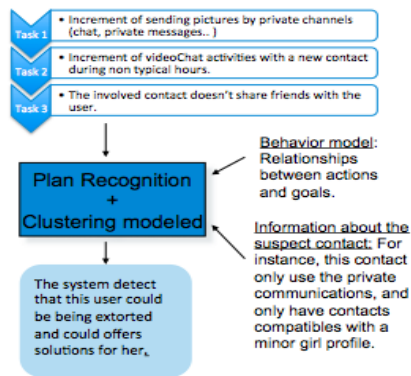 Task 1
• Increment of sending pictures by private channels
(chat, private messages.. )
Task 2
• Increment of videoChat activities with a new contact
during non typical hours.
Task 3
• The involved contact doesn't share friends with the
user.
Behavior model:
Relationships
between actions
and goals.
Plan Recognition
+
Clustering modeled
Information about the
suspect contact: For
instance, this contact
only use the private
communications, and
only have contacts
compatibles with a
minor girl profile.
The system detect
that this user could
be being extorted
and could offers
solutions for her.